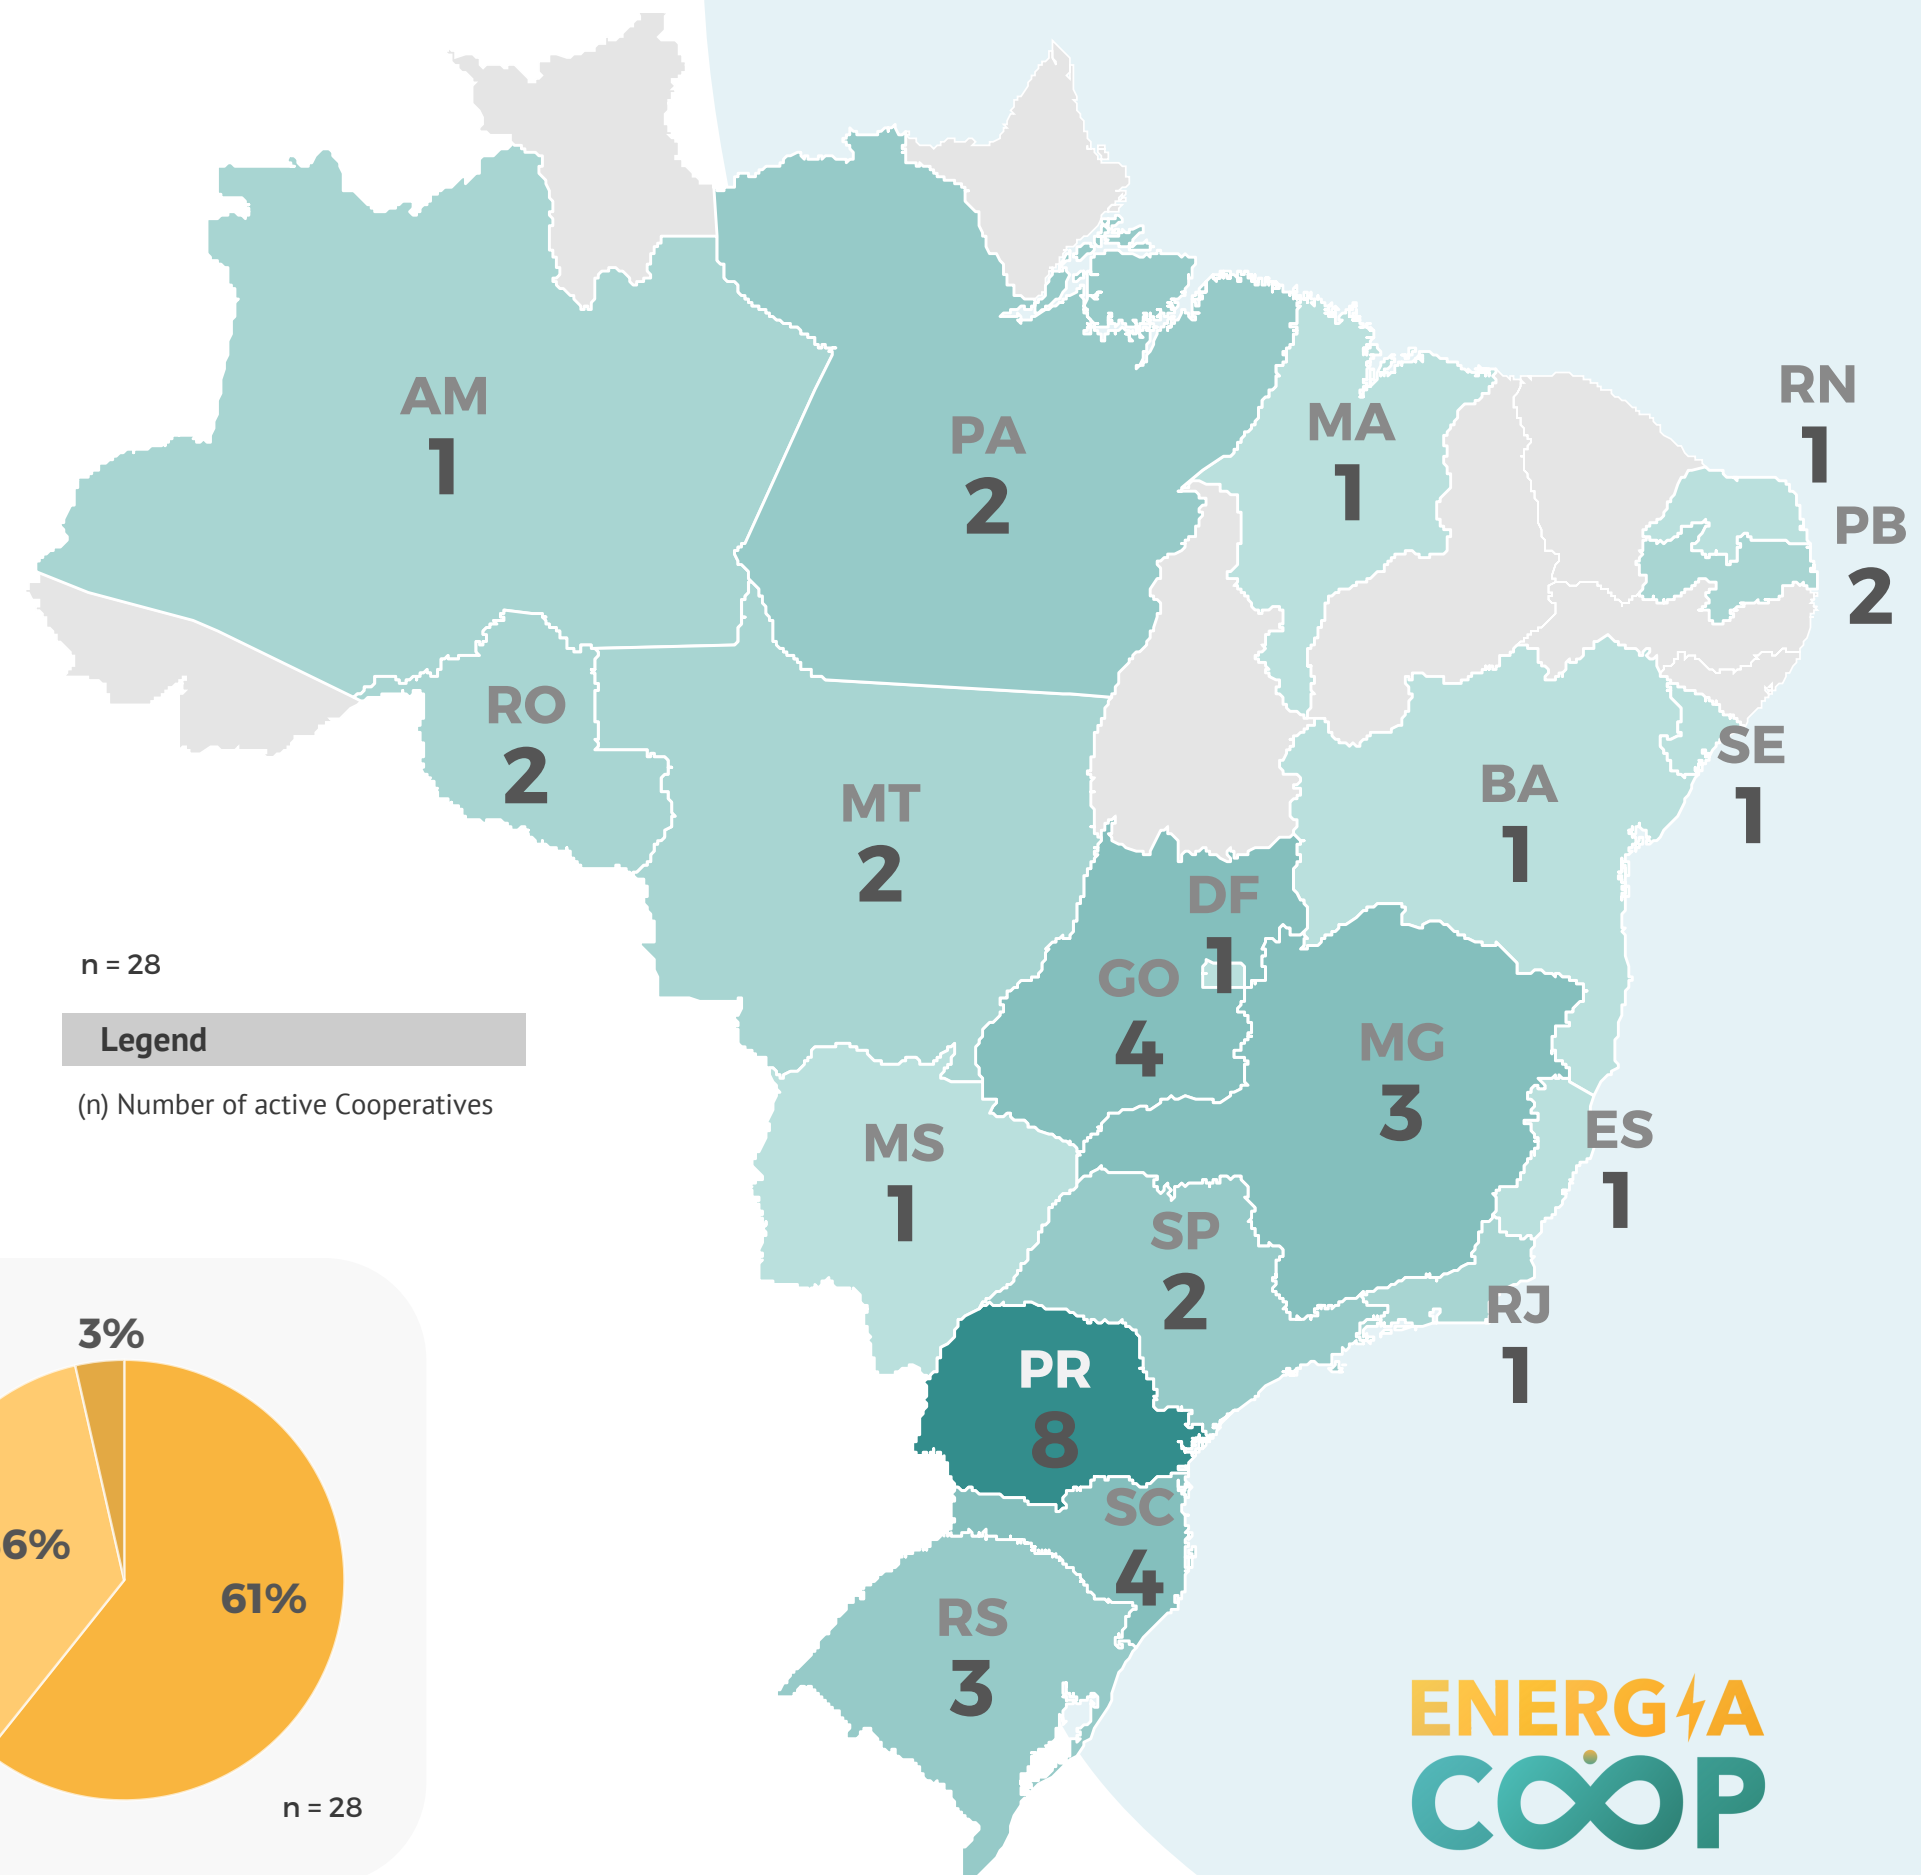 AM
1
PA
2
MA
1
RN
1
PB
2
RO
2
MT
2
BA
1
SE
1
DF
1
GO
4
MG
3
ES
1
MS
1
SP
2
RJ
1
PR
8
SC
4
RS
3
n = 28
Legend
(n) Number of active Cooperatives
3%
6%
61%
n = 28
ENERGIA
COOP